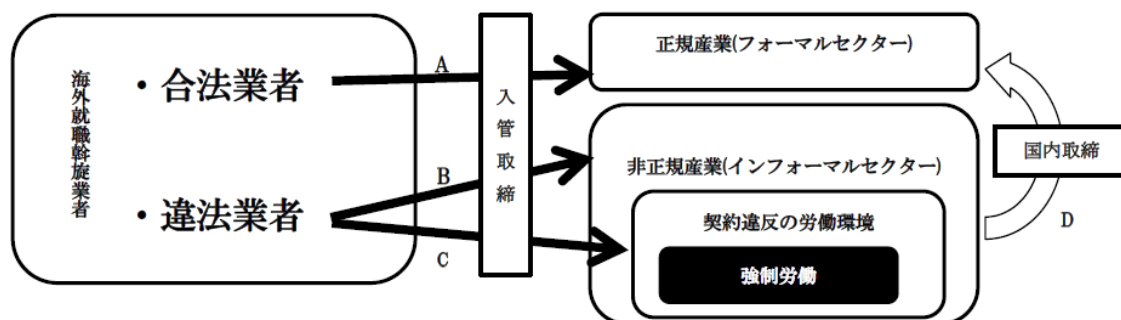 海外就職幹旋業者
・合法業者
・違法業者
A
B
C
入管取締
正規産業(フォーマルセクター)
非正規産業(インフォーマルセクター)
契約違反の労働環境
強制労働
国内取締
D